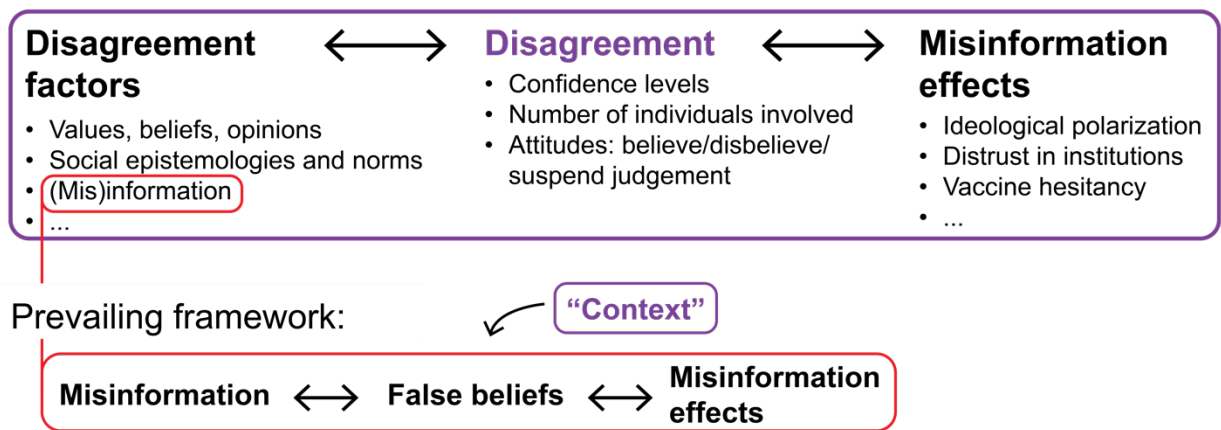 Disagreement
factors
• Values, beliefs, opinions
• Social epistemologies and norms
• (Mis)information
• ...
Disagreement
• Confidence levels
• Number of individuals involved
• Attitudes: believe/disbelieve/
suspend judgement
Misinformation
effects
• Ideological polarization
• Distrust in institutions
• Vaccine hesitancy
• ...
Prevailing framework:
“Context”
Misinformation
False beliefs
Misinformation
effects